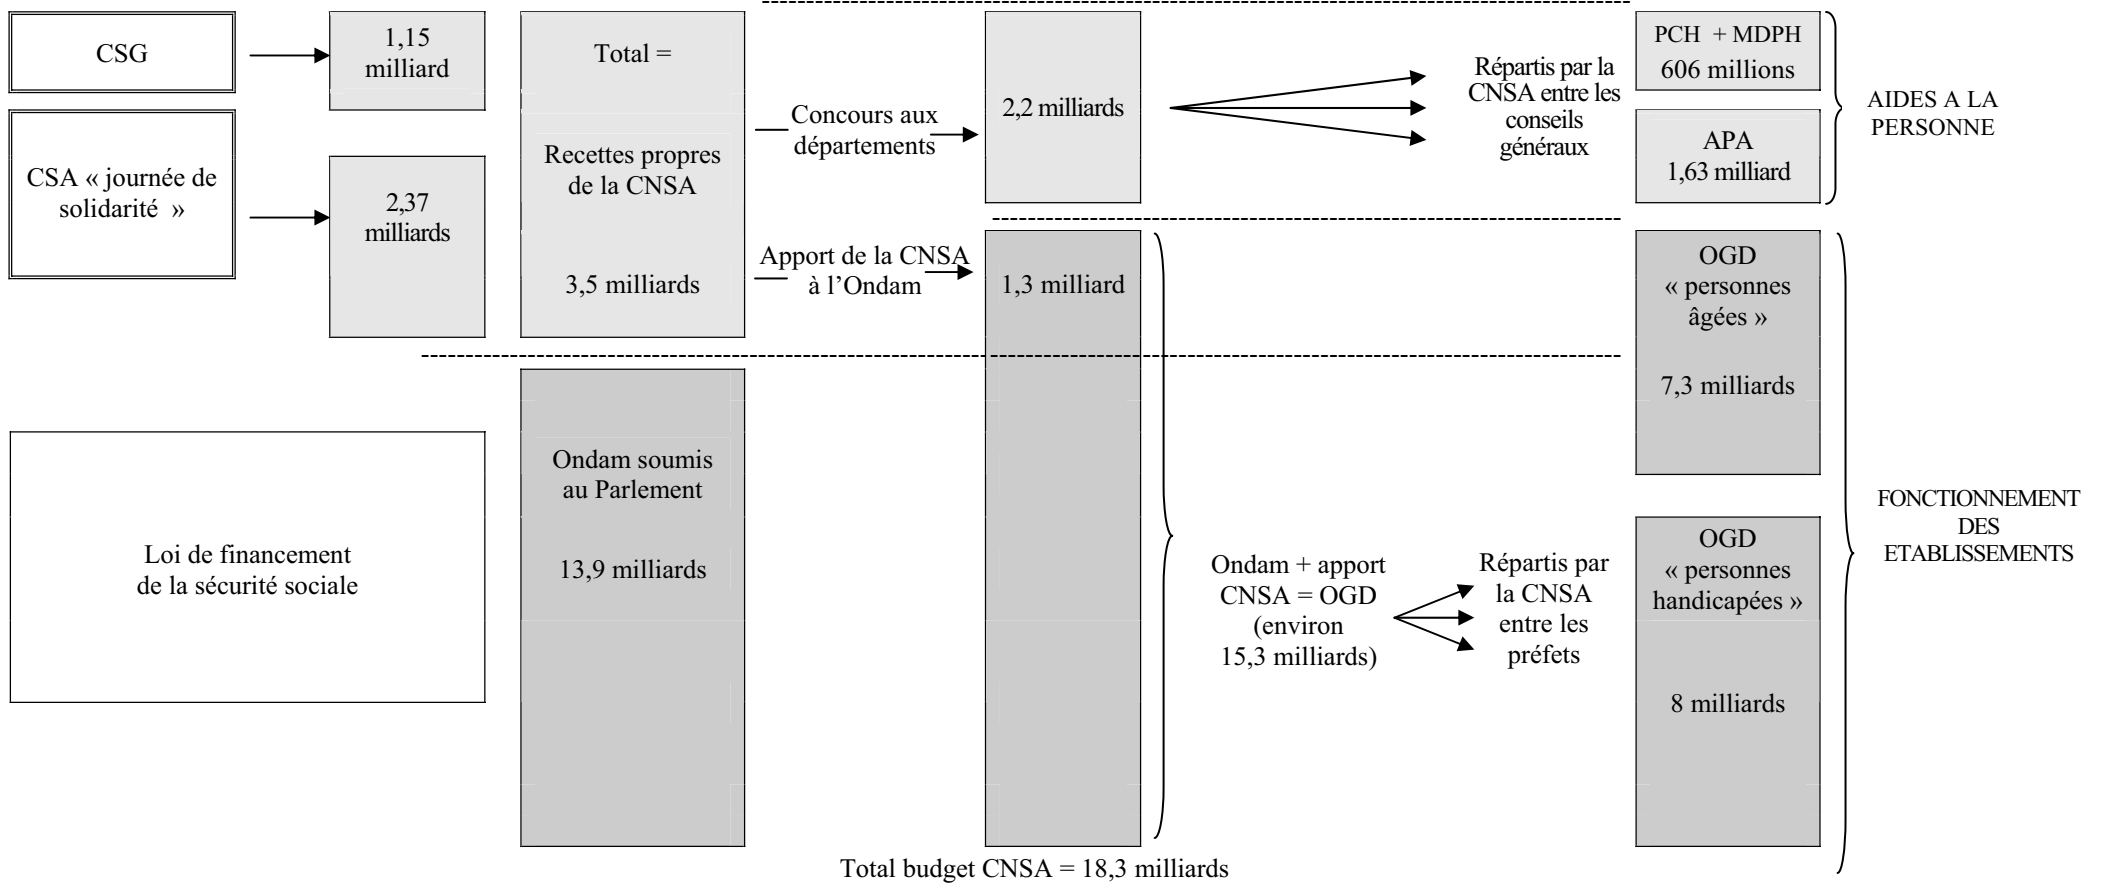 CSG
1,15
milliard
CSA « journée de
solidarité »
2,37
milliards
Total =
Recettes propres
de la CNSA
3,5 milliards
Concours aux
départements
2,2 milliards
Répartis par la
CNSA entre les
conseils
généraux
PCH + MDPH
606 millions
APA
1,63 milliard
AIDES A LA
PERSONNE
Apport de la CNSA
à l’Ondam
1,3 milliard
OGD
« personnes
âgées »
7,3 milliards
Loi de financement
de la sécurité sociale
Ondam soumis
au Parlement
13,9 milliards
Ondam + apport
CNSA = OGD
(environ
15,3 milliards)
Répartis par
la CNSA
entre les
préfets
OGD
« personnes
handicapées »
8 milliards
FONCTIONNEMENT
DES
ETABLISSEMENTS
Total budget CNSA = 18,3 milliards